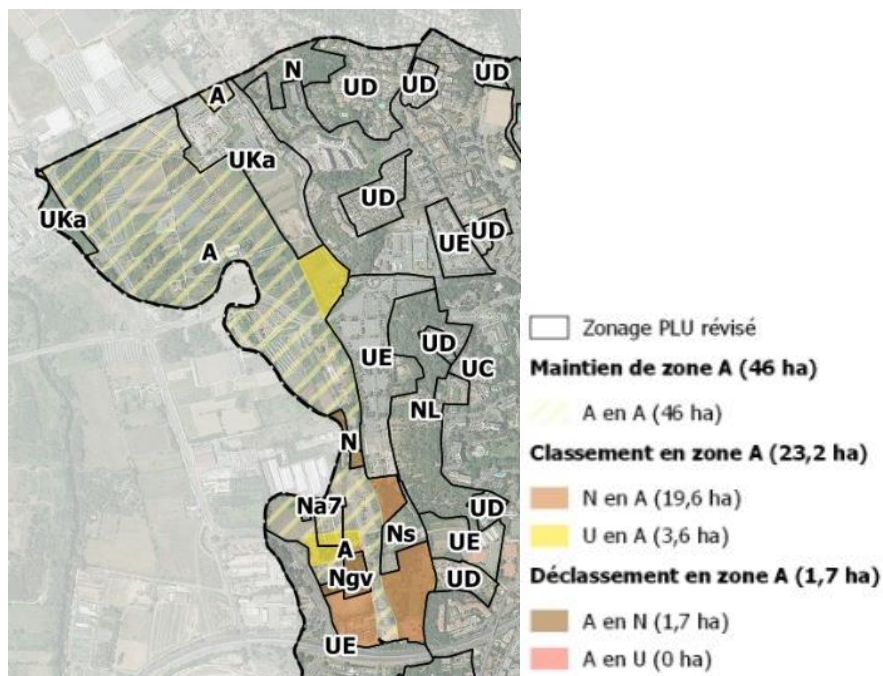 N
UD
UD
UD
A
UKa
UD
UKa
UE
UD
A
UE
UD
UC
NL
N
Na7
Ns
UD
UE
A
Ngv
UD
UE
Zonage PLU révisé
Maintien de zone A (46 ha)
A en A (46 ha)
Classement en zone A (23,2 ha)
N en A (19,6 ha)
U en A (3,6 ha)
Déclassement en zone A (1,7 ha)
A en N (1,7 ha)
A en U (0 ha)